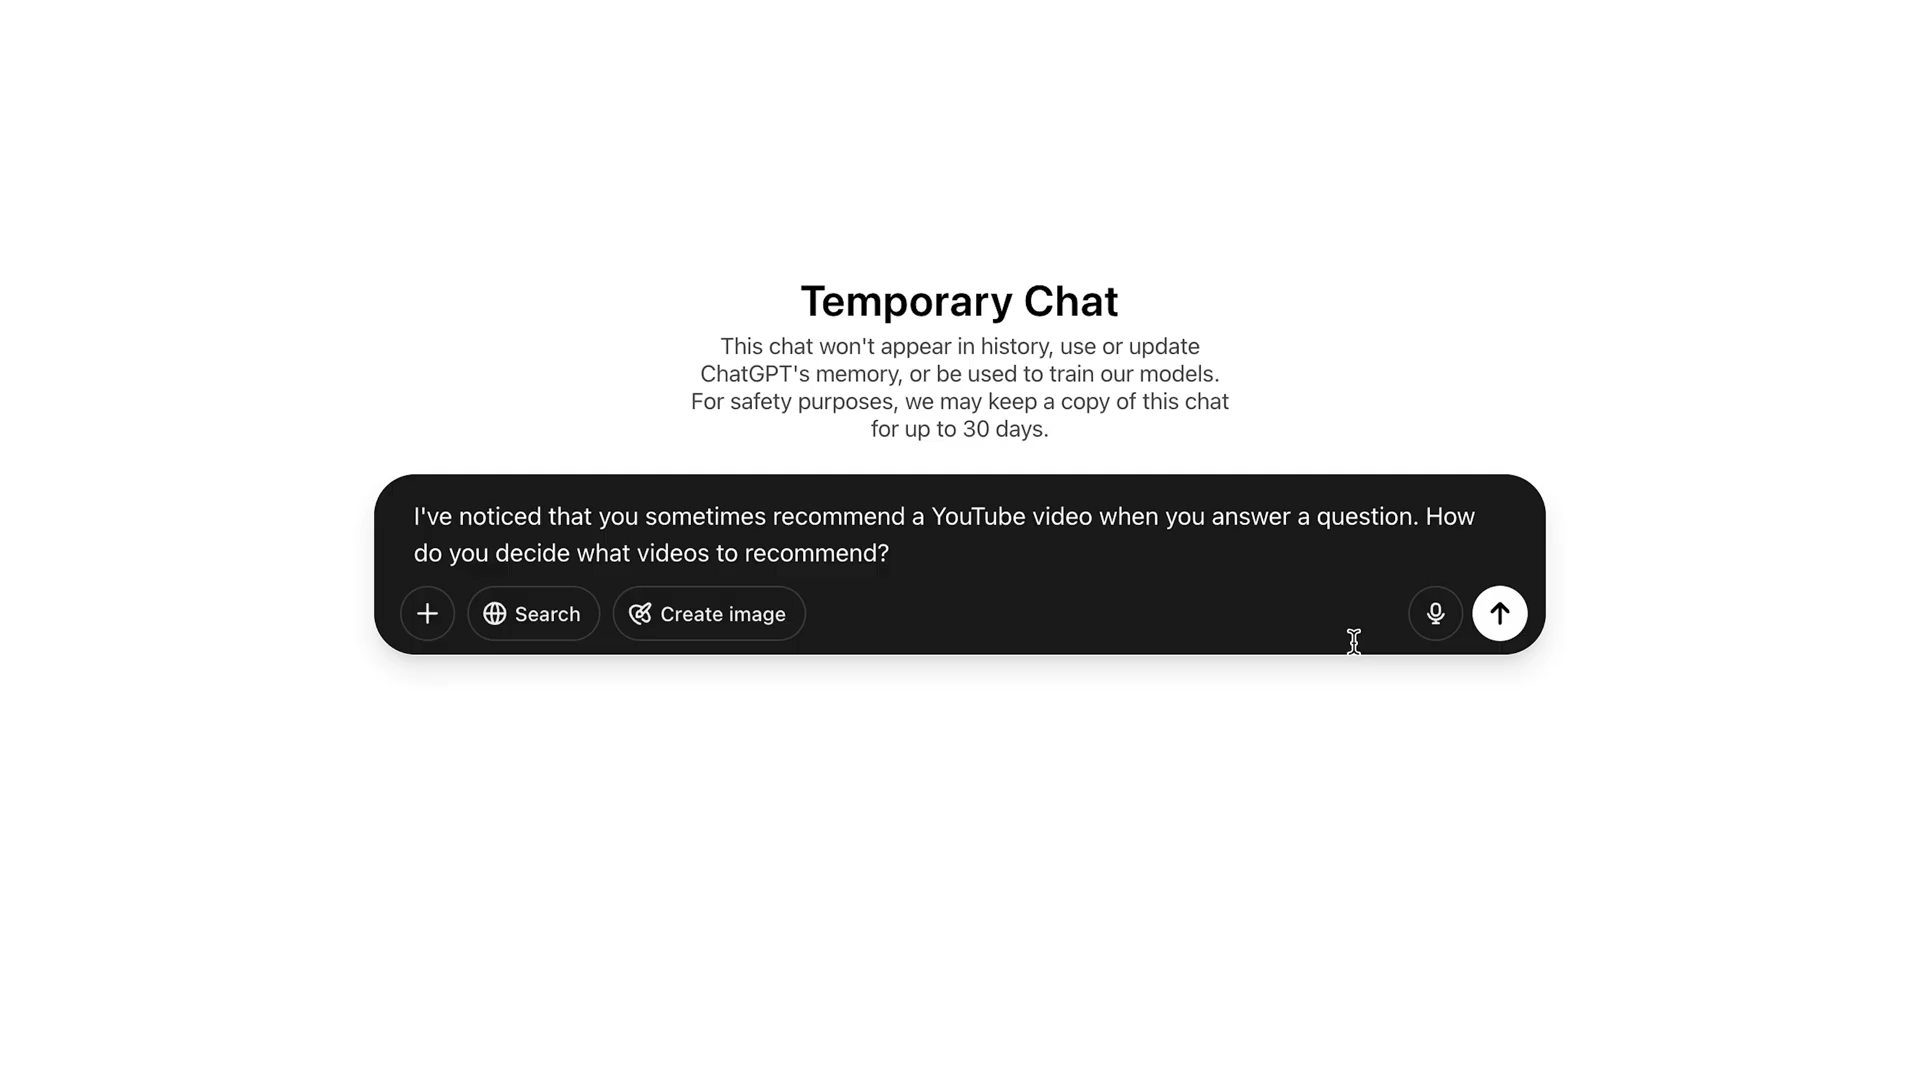 Temporary Chat
This chat won't appear in history, use or update
ChatGPT's memory, or be used to train our models.
For safety purposes, we may keep a copy of this chat
for up to 30 days.
I've noticed that you sometimes recommend a YouTube video when you answer a question. How
do you decide what videos to recommend?
Search
Create image